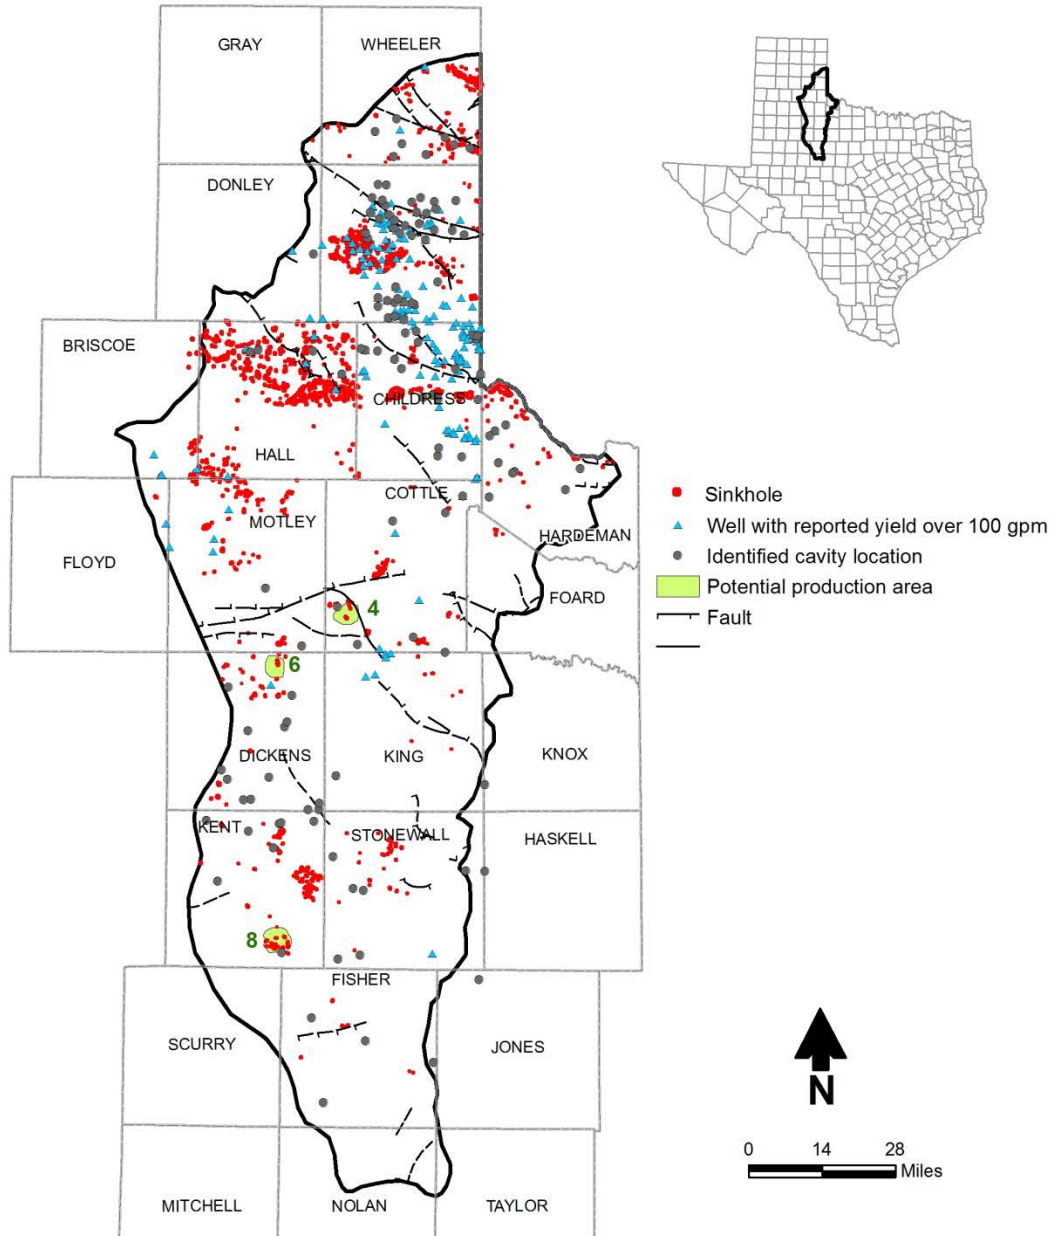 GRAY
WHEELER
DONLEY
BRISCOE
CHILDRESS
HALL
COTTLE
MOTLEY
HARDEMAN
FLOYD
FOARD
4
6
DICKENS
KING
KNOX
KENT
STONEWALL
HASKELL
8
FISHER
SCURRY
JONES
MITCHELL
NOLAN
TAYLOR
Sinkhole
Well with reported yield over 100 gpm
Identified cavity location
Potential production area
Fault
N
0 14 28
Miles